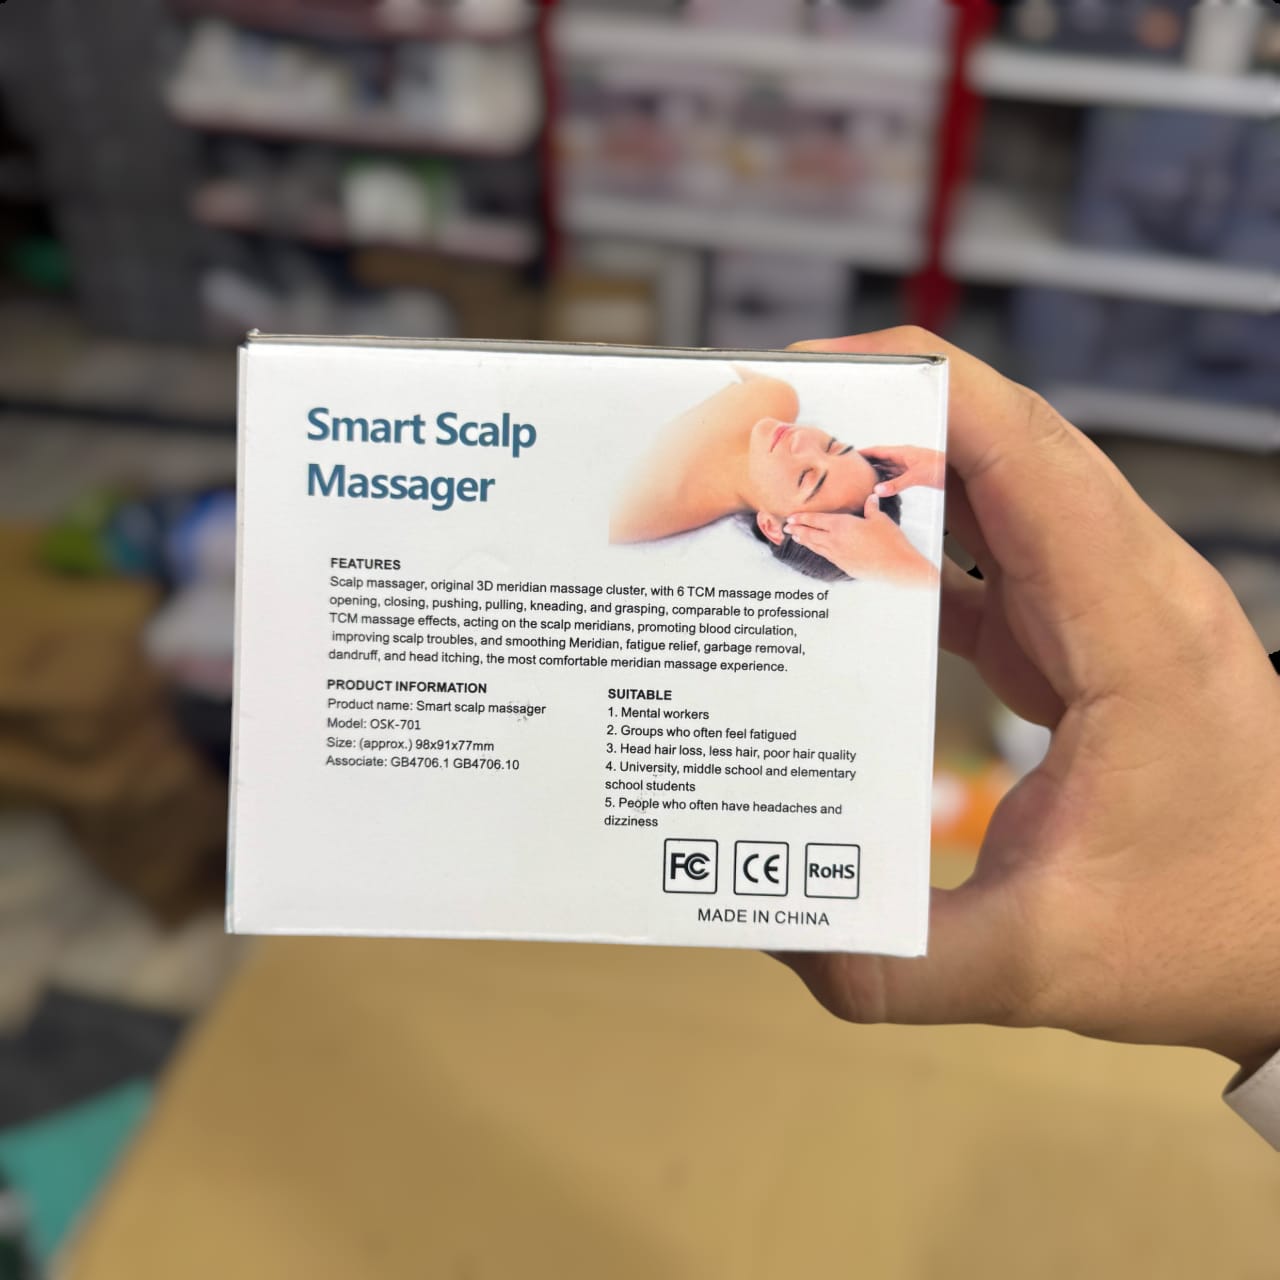 Smart Scalp
Massager
FEATURES
Scalp massager, original 3D meridian massage cluster, with 6 TCM massage modes of
opening, closing, pushing, pulling, kneading, and grasping, comparable to professional
TCM massage effects, acting on the scalp meridians, promoting blood circulation,
improving scalp troubles, and smoothing Meridian, fatigue relief, garbage removal,
dandruff, and head itching, the most comfortable meridian massage experience.
PRODUCT INFORMATION
Product name: Smart scalp massager
Model: OSK-701
Size: (approx.) 98x91x77mm
Associate: GB4706.1 GB4706.10
SUITABLE
1. Mental workers
2. Groups who often feel fatigued
3. Head hair loss, less hair, poor hair quality
4. University, middle school and elementary
school students
5. People who often have headaches and
dizziness
FC CE RoHS
MADE IN CHINA